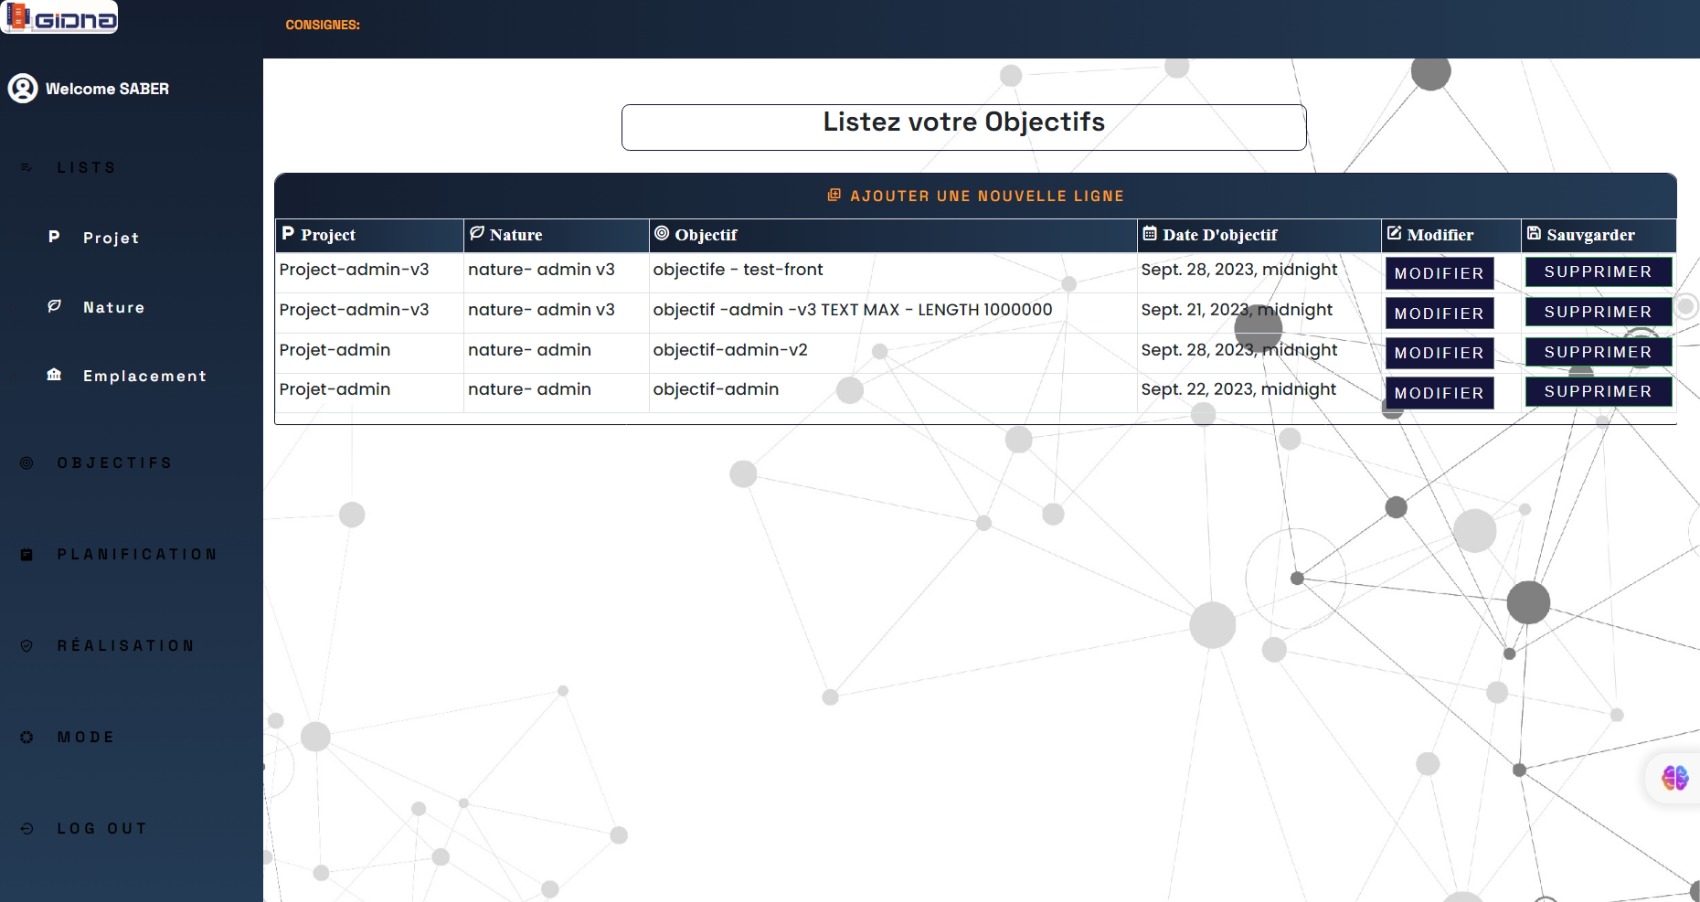 GiDNA
CONSIGNES:
Welcome SABER
LISTS
Projet
Nature
Emplacement
OBJECTIFS
PLANIFICATION
RÉALISATION
MODE
LOG OUT
Listez votre Objectifs
AJOUTER UNE NOUVELLE LIGNE
Project Nature Objectif Date D'objectif Modifier Sauvgarder
Project-admin-v3 nature- admin v3 objectife - test-front Sept. 28, 2023, midnight MODIFIER SUPPRIMER
Project-admin-v3 nature- admin v3 objectif -admin -v3 TEXT MAX - LENGTH 1000000 Sept. 21, 2023, midnight MODIFIER SUPPRIMER
Projet-admin nature- admin objectif-admin-v2 Sept. 28, 2023, midnight MODIFIER SUPPRIMER
Projet-admin nature- admin objectif-admin Sept. 22, 2023, midnight MODIFIER SUPPRIMER